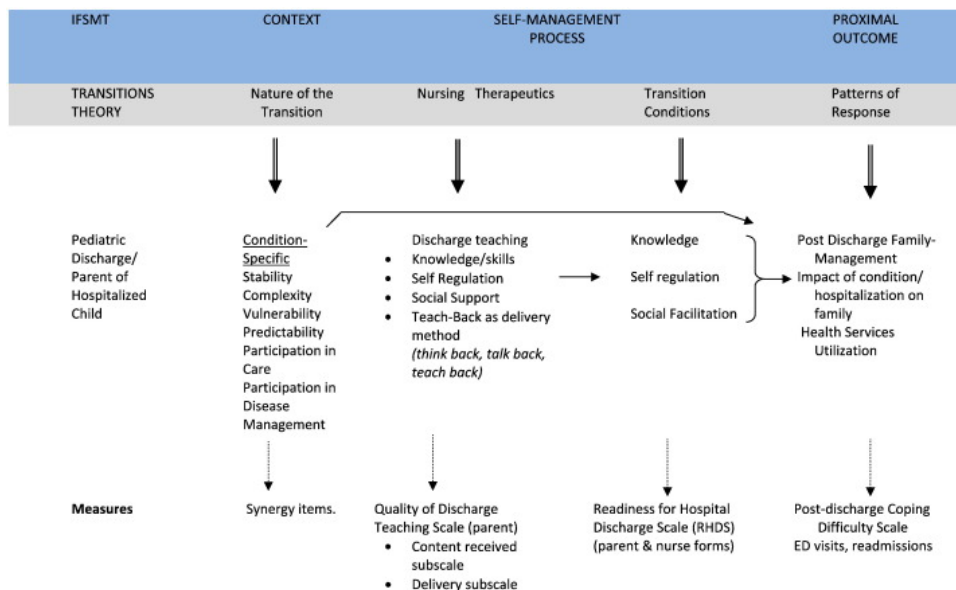 IFSMT
CONTEXT
SELF-MANAGEMENT
PROCESS
PROXIMAL
OUTCOME
TRANSITIONS
THEORY
Nature of the
Transition
Nursing Therapeutics
Transition
Conditions
Patterns of
Response
Pediatric
Discharge/
Parent of
Hospitalized
Child
Condition-
Specific
Stability
Complexity
Vulnerability
Predictability
Participation in
Care
Participation in
Disease
Management
Discharge teaching
• Knowledge/skills
• Self Regulation
• Social Support
• Teach-Back as delivery
method
(think back, talk back,
teach back)
Knowledge
Self regulation
Social Facilitation
Post Discharge Family-
Management
Impact of condition/
hospitalization on
family
Health Services
Utilization
Measures
Synergy items.
Quality of Discharge
Teaching Scale (parent)
• Content received
subscale
• Delivery subscale
Readiness for Hospital
Discharge Scale (RHDS)
(parent & nurse forms)
Post-discharge Coping
Difficulty Scale
ED visits, readmissions